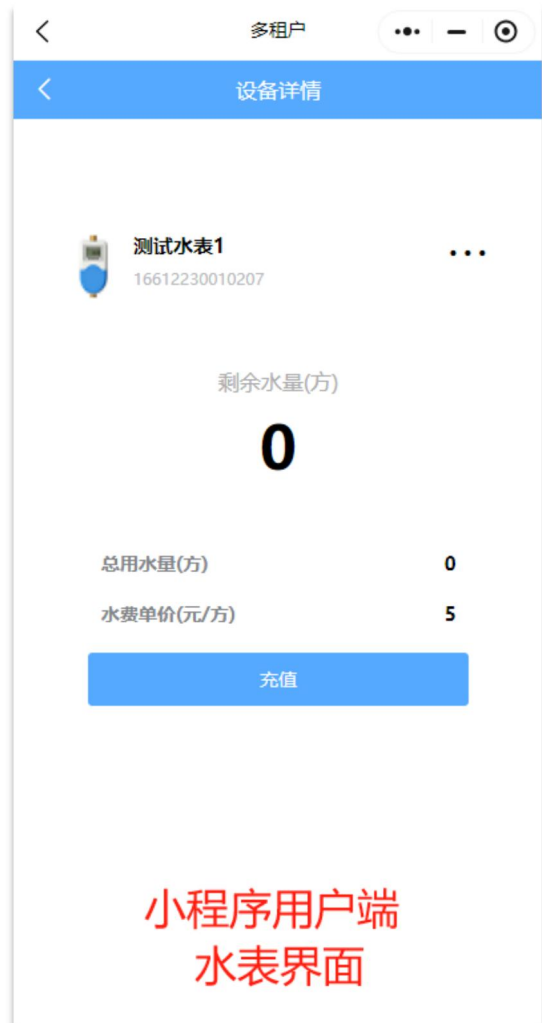 多租户
设备详情
测试水表1
16612230010207
剩余水量(方)
0
总用水量(方) 0
水费单价(元/方) 5
充值
小程序用户端
水表界面